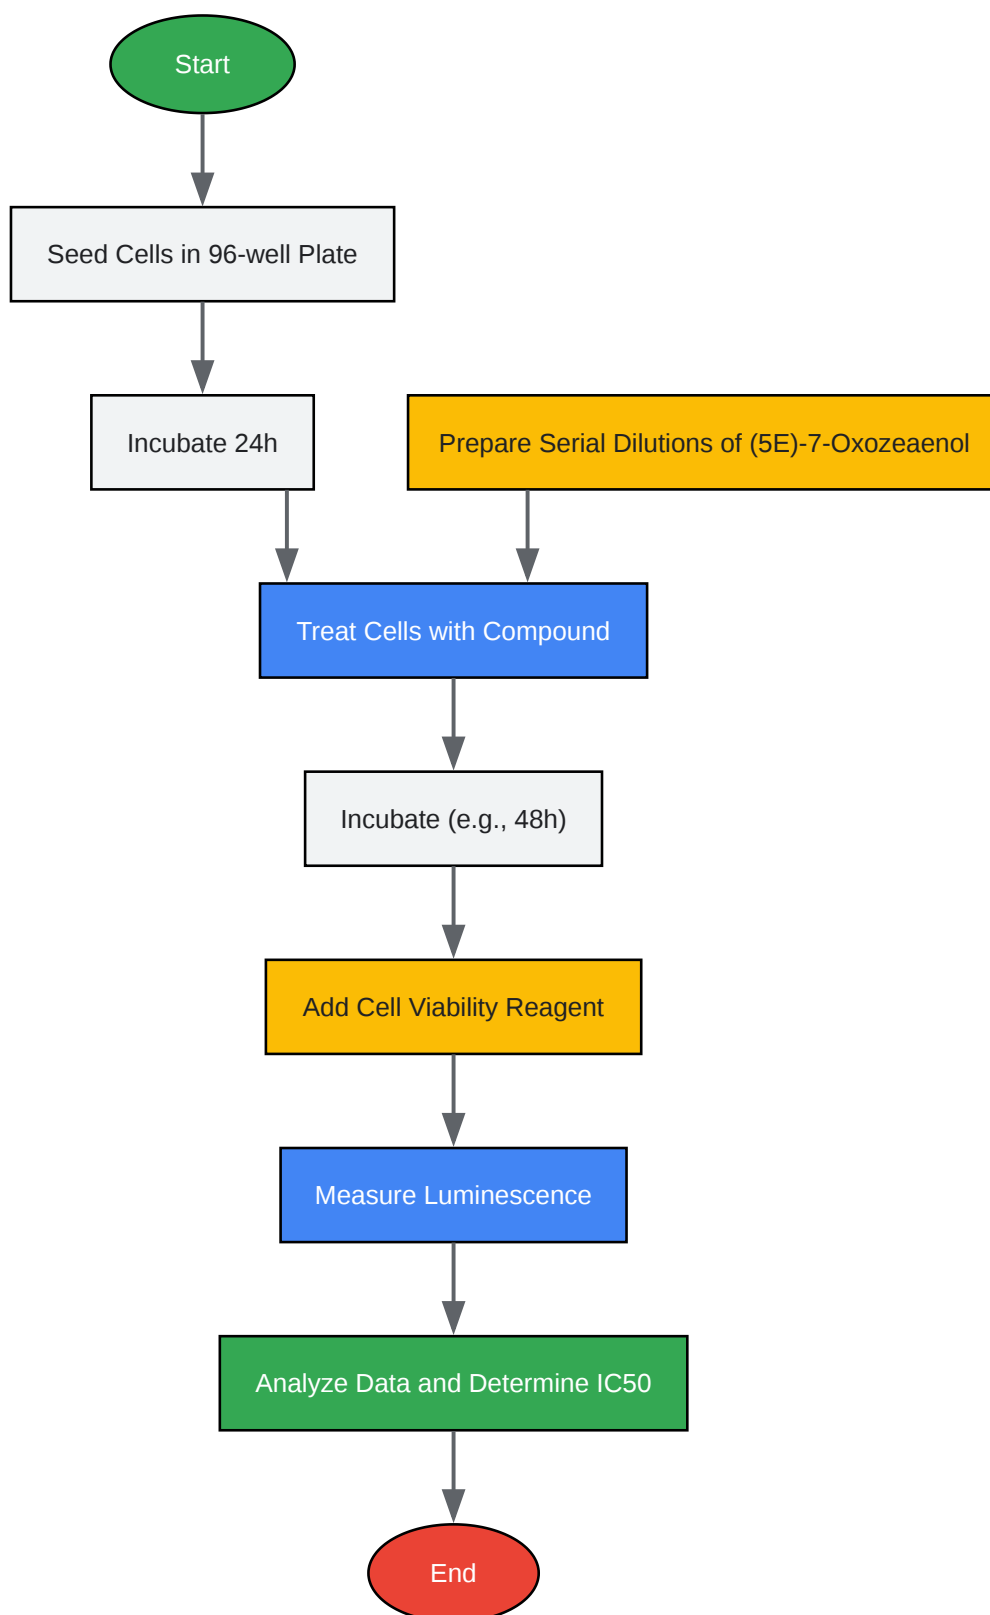 Start
Seed Cells in 96-well Plate
Incubate 24h
Prepare Serial Dilutions of (5E)-7-Oxozeaenol
Treat Cells with Compound
Incubate (e.g., 48h)
Add Cell Viability Reagent
Measure Luminescence
Analyze Data and Determine IC50
End